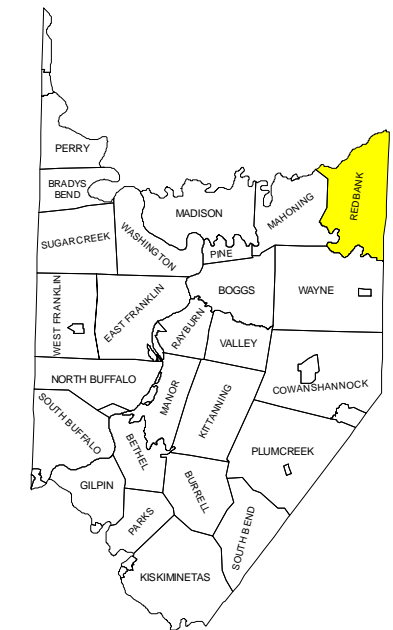 PERRY
BRADYS
BEND
MADISON
MAHONING
REDBANK
SUGARCREEK
WASHINGTON
PINE
WEST FRANKLIN
EAST FRANKLIN
BOGGS
WAYNE
RAYBURN
VALLEY
NORTH BUFFALO
MANOR
KITTANNING
COWANSHANNOCK
SOUTH BUFFALO
BETHEL
PLUMCREEK
GILPIN
BURRELL
PARKS
SOUTH BEND
KISKIMINETAS